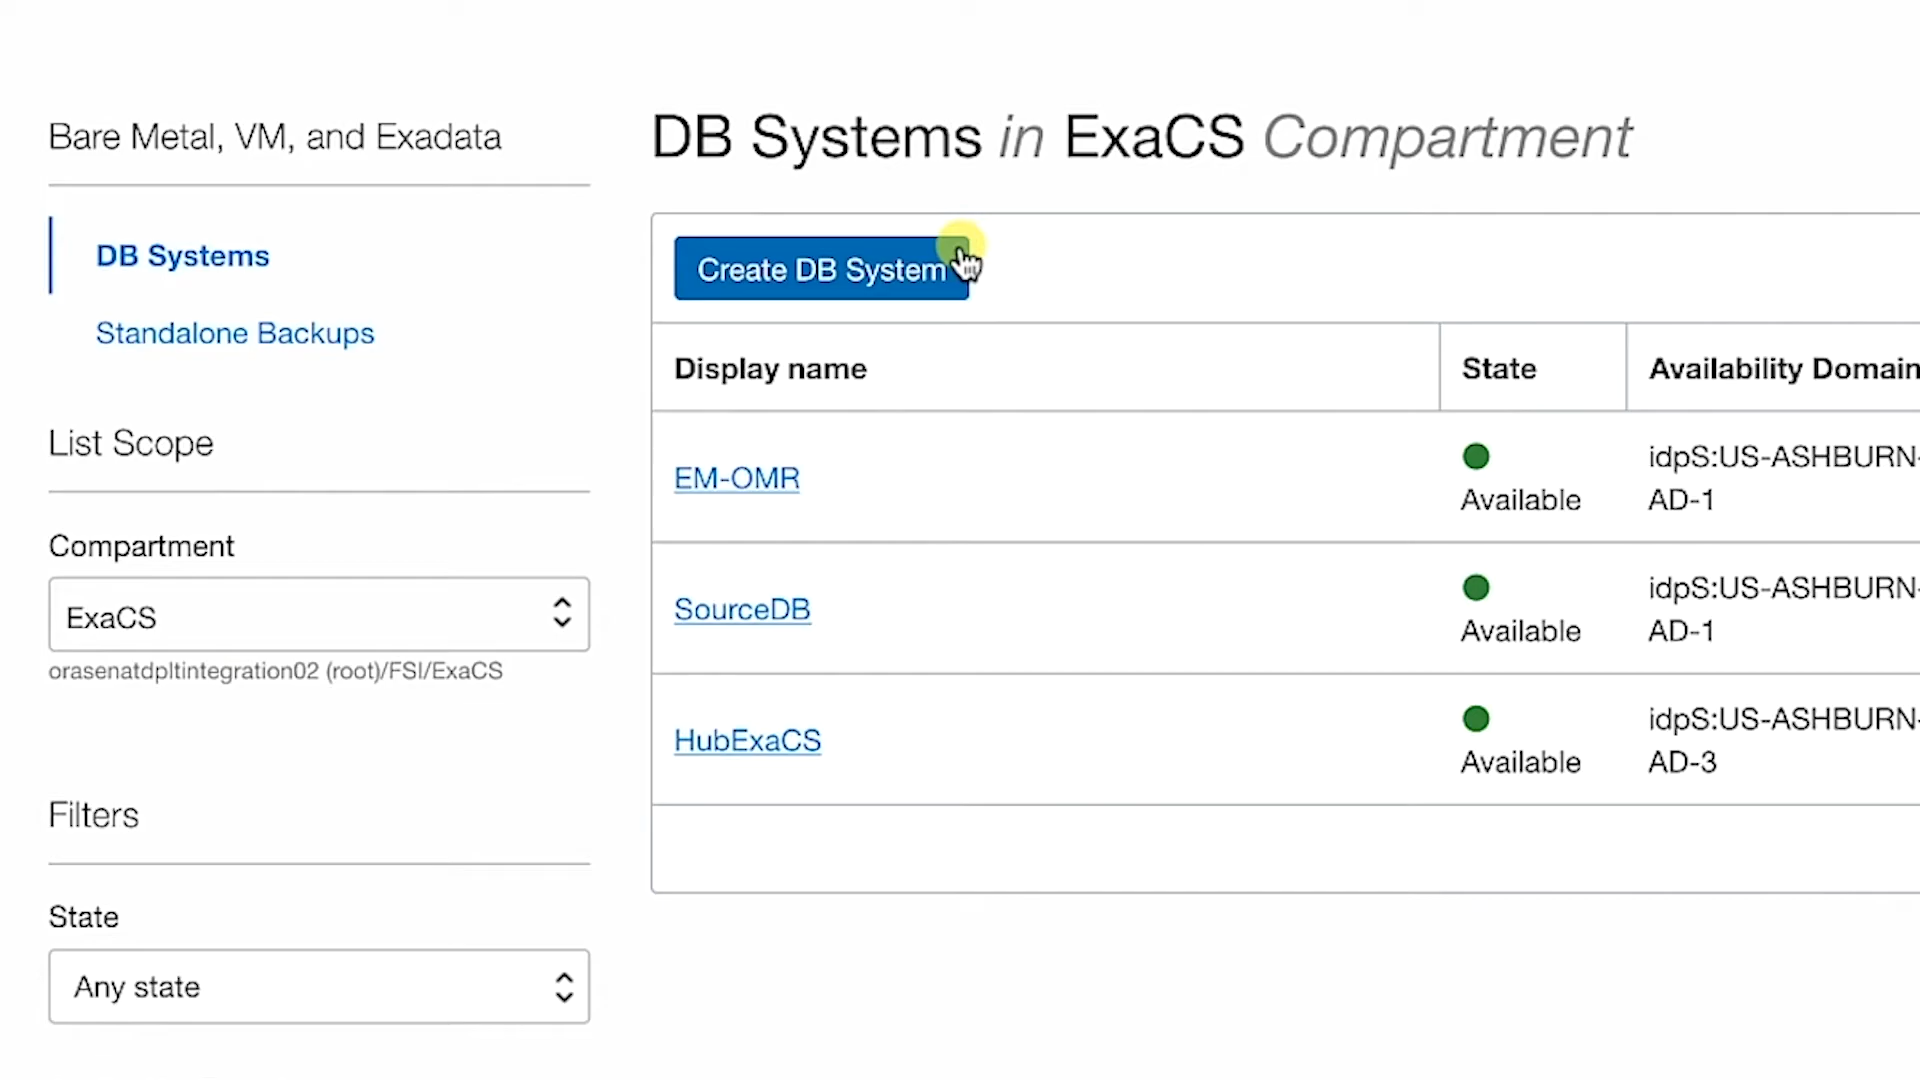 Bare Metal, VM, and Exadata
DB Systems
Standalone Backups
List Scope
Compartment
ExaCS
orasenatdpltintegration02 (root)/FSI/ExaCS
Filters
State
Any state
DB Systems in ExaCS Compartment
Create DB System
Display name State Availability Domain
EM-OMR Available idpS:US-ASHBURN-
AD-1
SourceDB Available idpS:US-ASHBURN-
AD-1
HubExaCS Available idpS:US-ASHBURN-
AD-3